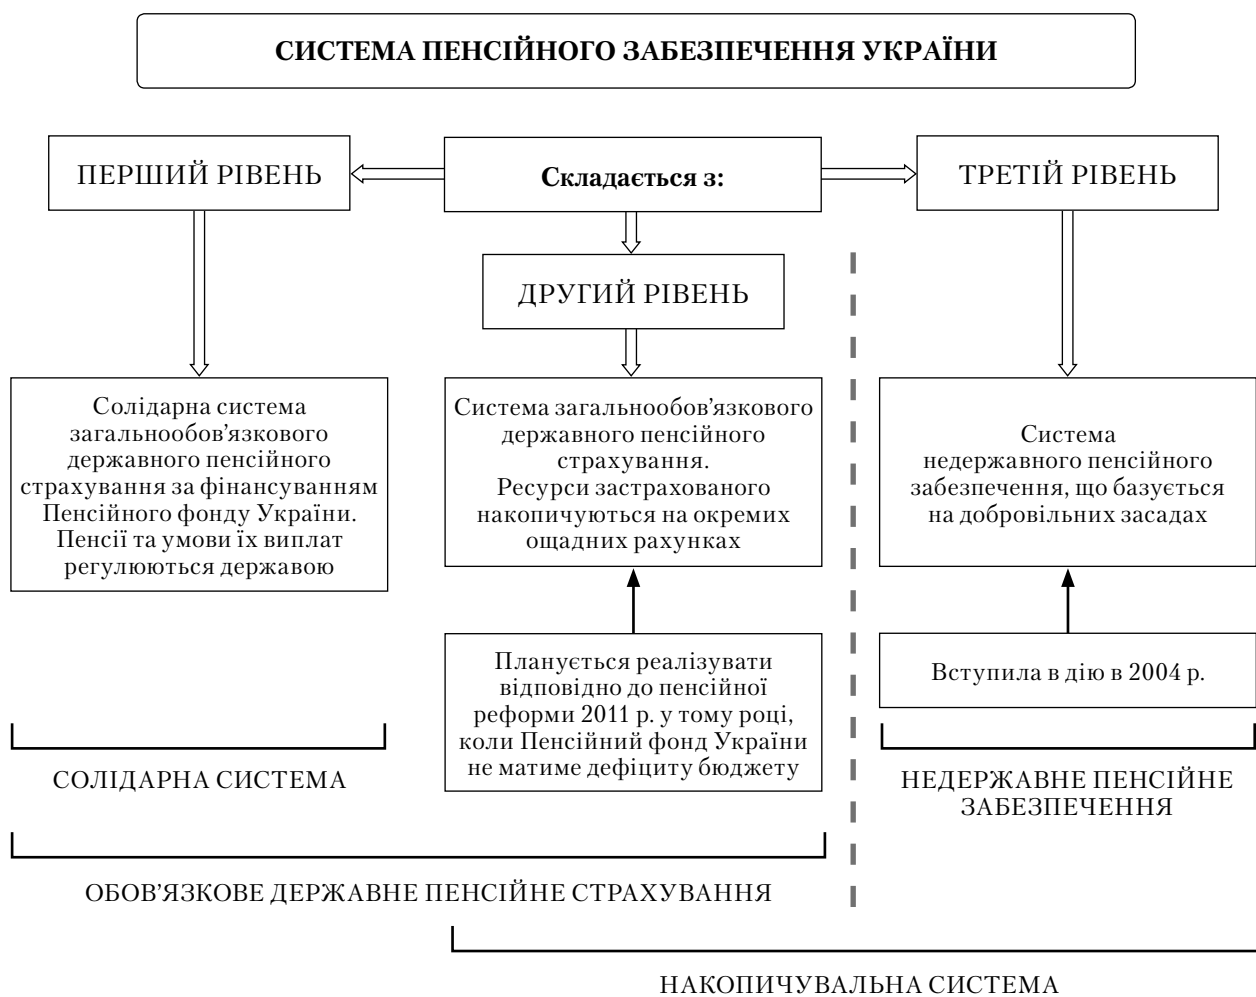 СИСТЕМА ПЕНСІЙНОГО ЗАБЕЗПЕЧЕННЯ УКРАЇНИ
ПЕРШИЙ РІВЕНЬ
Складається з:
ТРЕТІЙ РІВЕНЬ
ДРУГИЙ РІВЕНЬ
Солідарна система
загальнообов'язкового
державного пенсійного
страхування за фінансуванням
Пенсійного фонду України.
Пенсії та умови їх виплат
регулюються державою
Система загальнообов'язкового
державного пенсійного
страхування.
Ресурси застрахованого
накопичуються на окремих
ощадних рахунках
Система
недержавного пенсійного
забезпечення, що базується
на добровільних засадах
Планується реалізувати
відповідно до пенсійної
реформи 2011 р. у тому році,
коли Пенсійний фонд України
не матиме дефіциту бюджету
Вступила в дію в 2004 р.
СОЛІДАРНА СИСТЕМА
НЕДЕРЖАВНЕ ПЕНСІЙНЕ
ЗАБЕЗПЕЧЕННЯ
ОБОВ'ЯЗКОВЕ ДЕРЖАВНЕ ПЕНСІЙНЕ СТРАХУВАННЯ
НАКОПИЧУВАЛЬНА СИСТЕМА